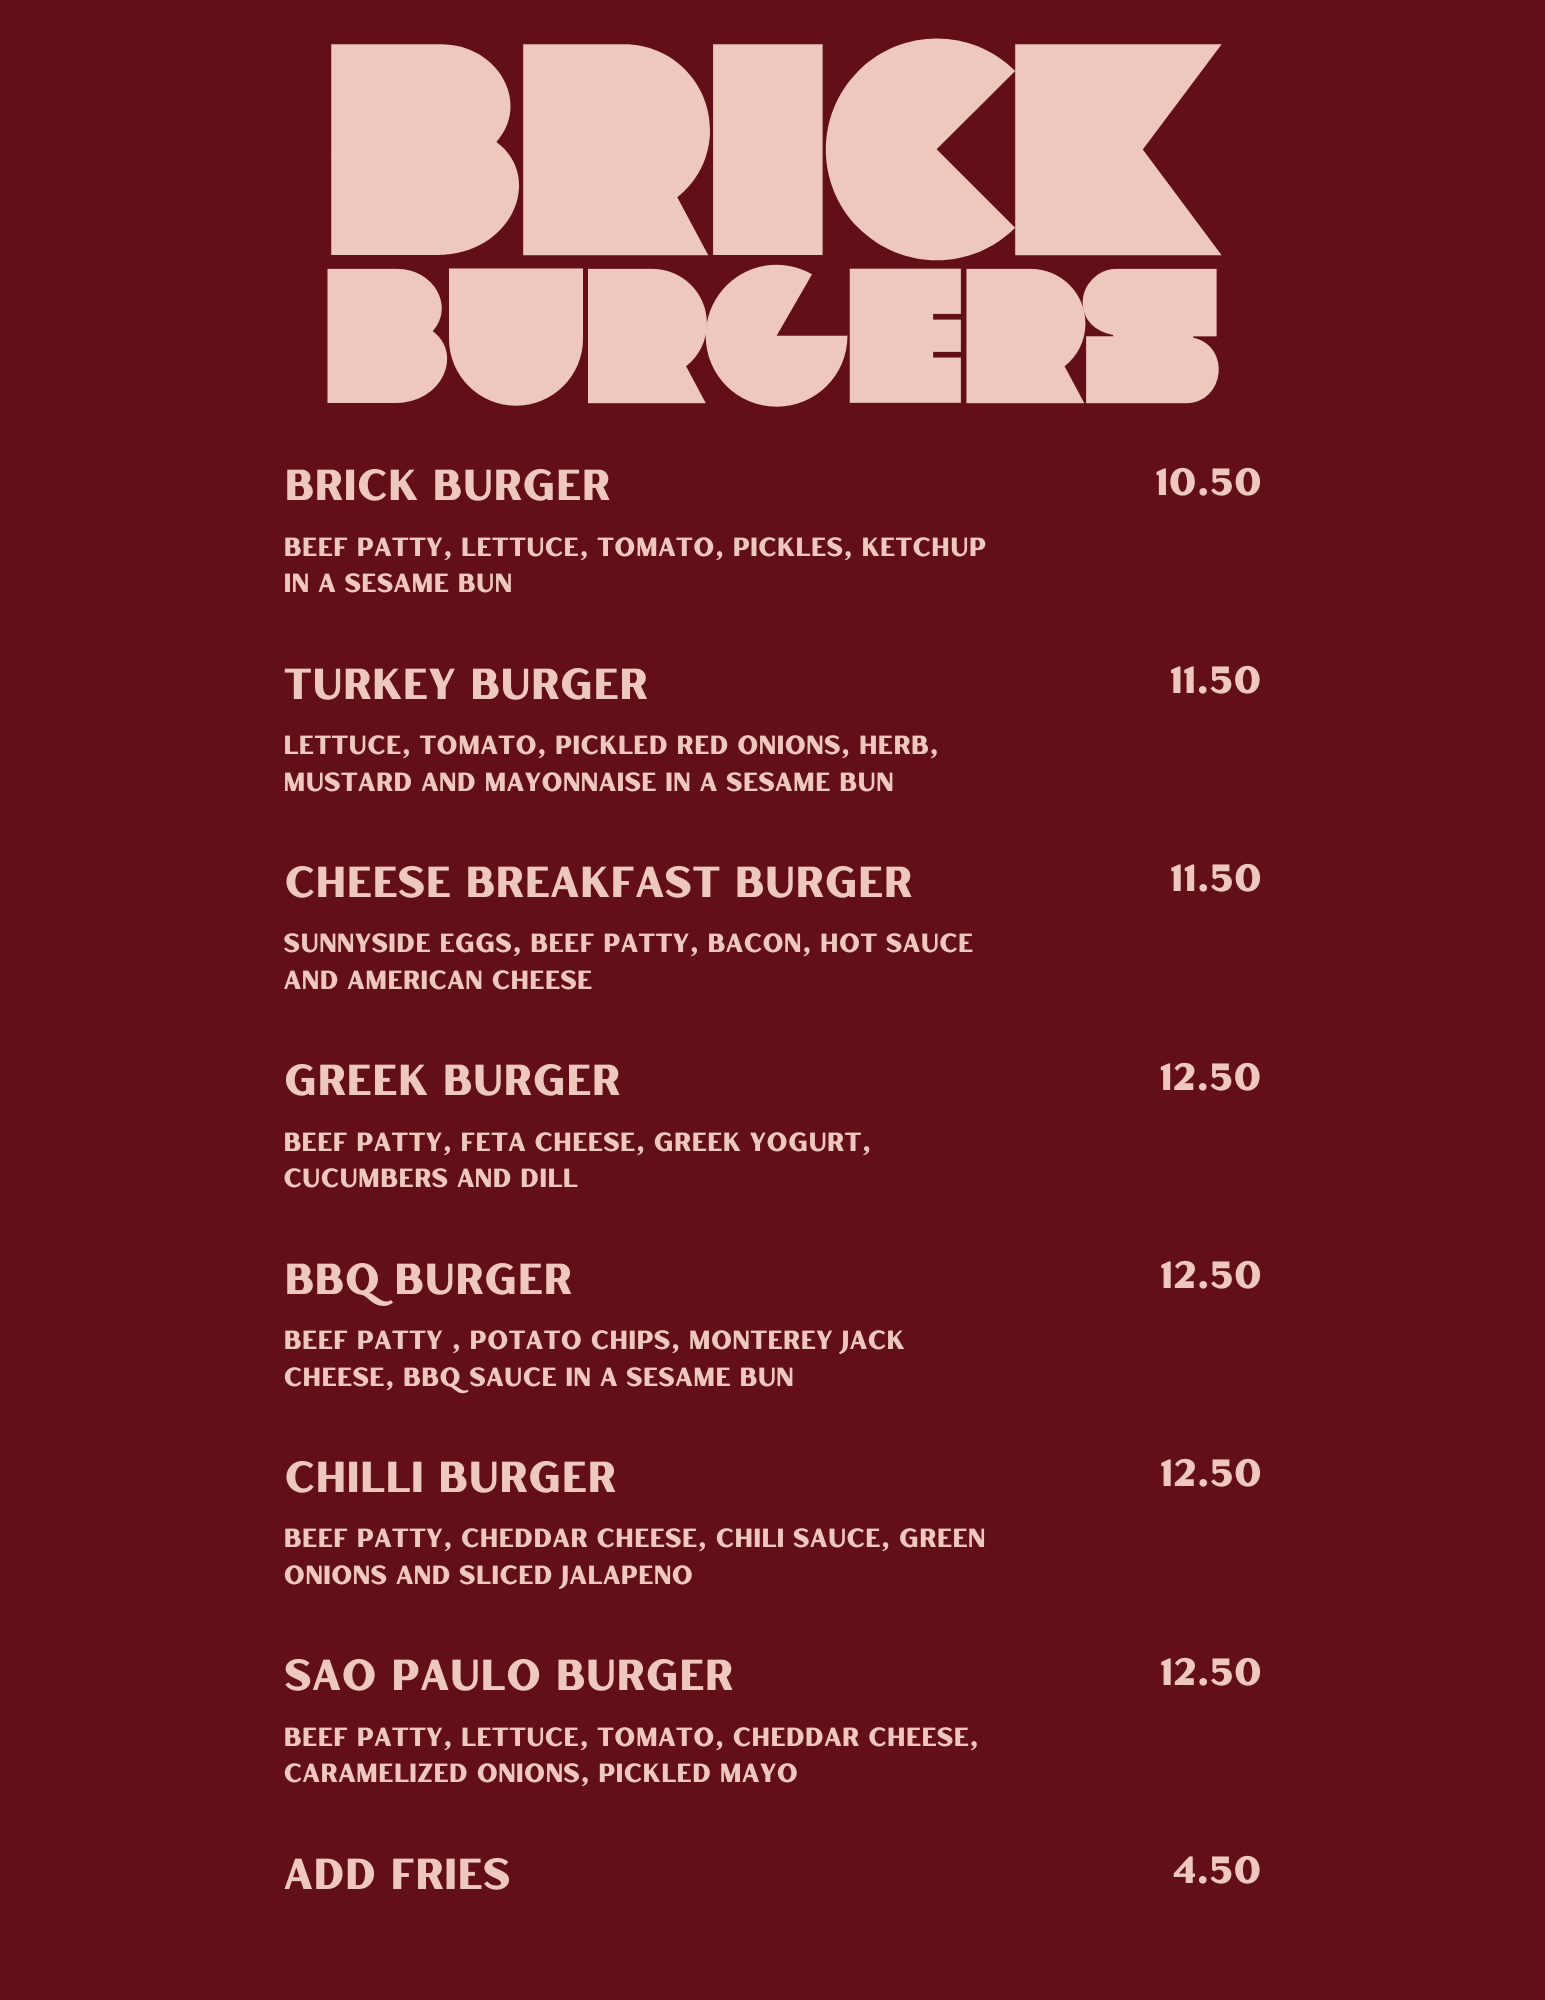 BRICK
BURGERS
BRICK BURGER 10.50
BEEF PATTY, LETTUCE, TOMATO, PICKLES, KETCHUP
IN A SESAME BUN
TURKEY BURGER 11.50
LETTUCE, TOMATO, PICKLED RED ONIONS, HERB,
MUSTARD AND MAYONNAISE IN A SESAME BUN
CHEESE BREAKFAST BURGER 11.50
SUNNYSIDE EGGS, BEEF PATTY, BACON, HOT SAUCE
AND AMERICAN CHEESE
GREEK BURGER 12.50
BEEF PATTY, FETA CHEESE, GREEK YOGURT,
CUCUMBERS AND DILL
BBQ BURGER 12.50
BEEF PATTY , POTATO CHIPS, MONTEREY JACK
CHEESE, BBQ SAUCE IN A SESAME BUN
CHILLI BURGER 12.50
BEEF PATTY, CHEDDAR CHEESE, CHILI SAUCE, GREEN
ONIONS AND SLICED JALAPENO
SAO PAULO BURGER 12.50
BEEF PATTY, LETTUCE, TOMATO, CHEDDAR CHEESE,
CARAMELIZED ONIONS, PICKLED MAYO
ADD FRIES 4.50